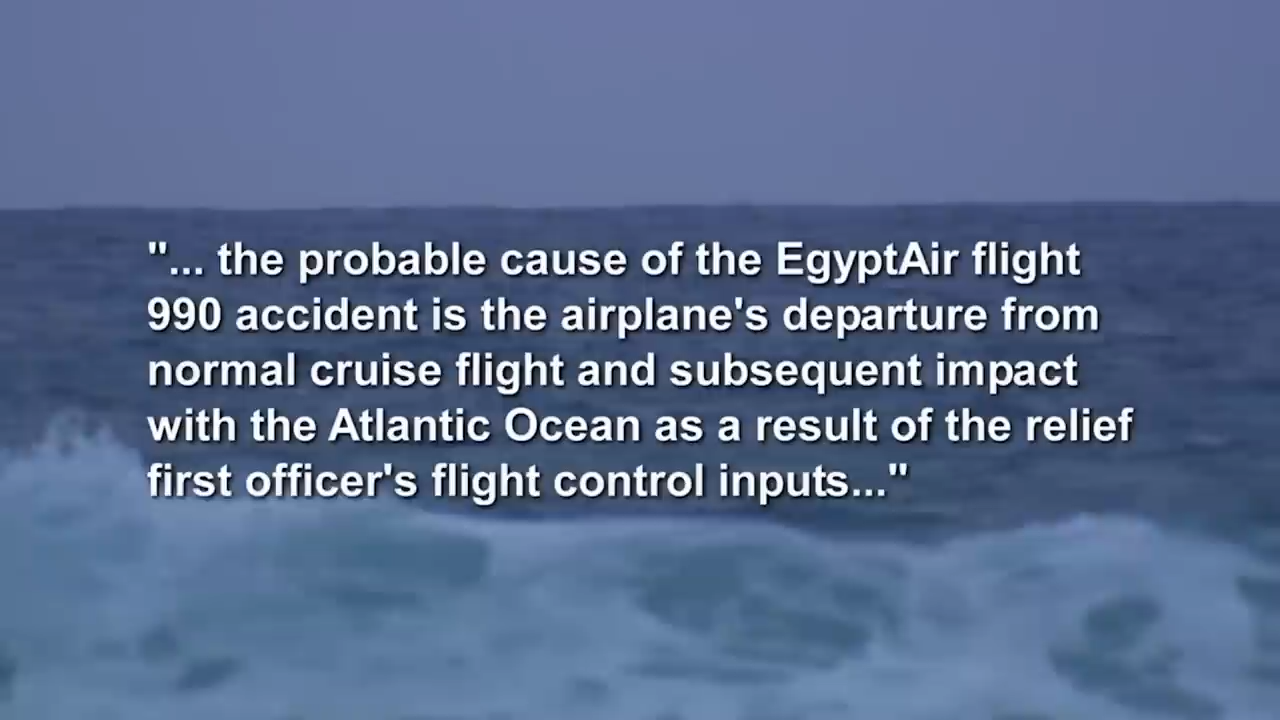 "... the probable cause of the EgyptAir flight
990 accident is the airplane's departure from
normal cruise flight and subsequent impact
with the Atlantic Ocean as a result of the relief
first officer's flight control inputs..."